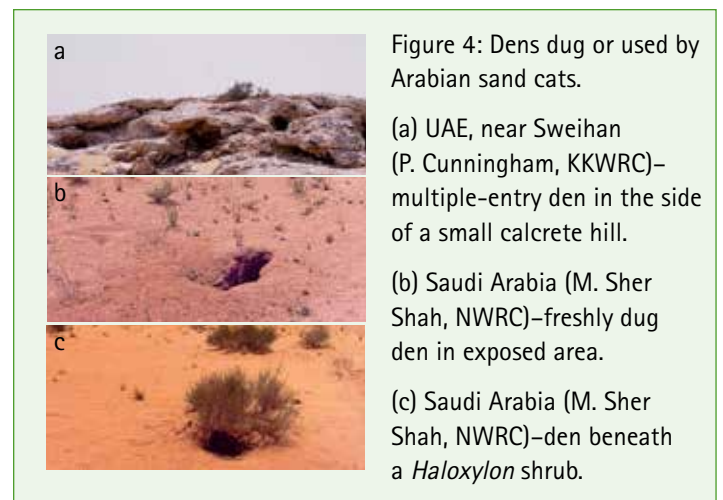 a
b
c
Figure 4: Dens dug or used by
Arabian sand cats.
(a) UAE, near Sweihan
(P. Cunningham, KKWRC)–
multiple-entry den in the side
of a small calcrete hill.
(b) Saudi Arabia (M. Sher
Shah, NWRC)–freshly dug
den in exposed area.
(c) Saudi Arabia (M. Sher
Shah, NWRC)–den beneath
a Haloxylon shrub.